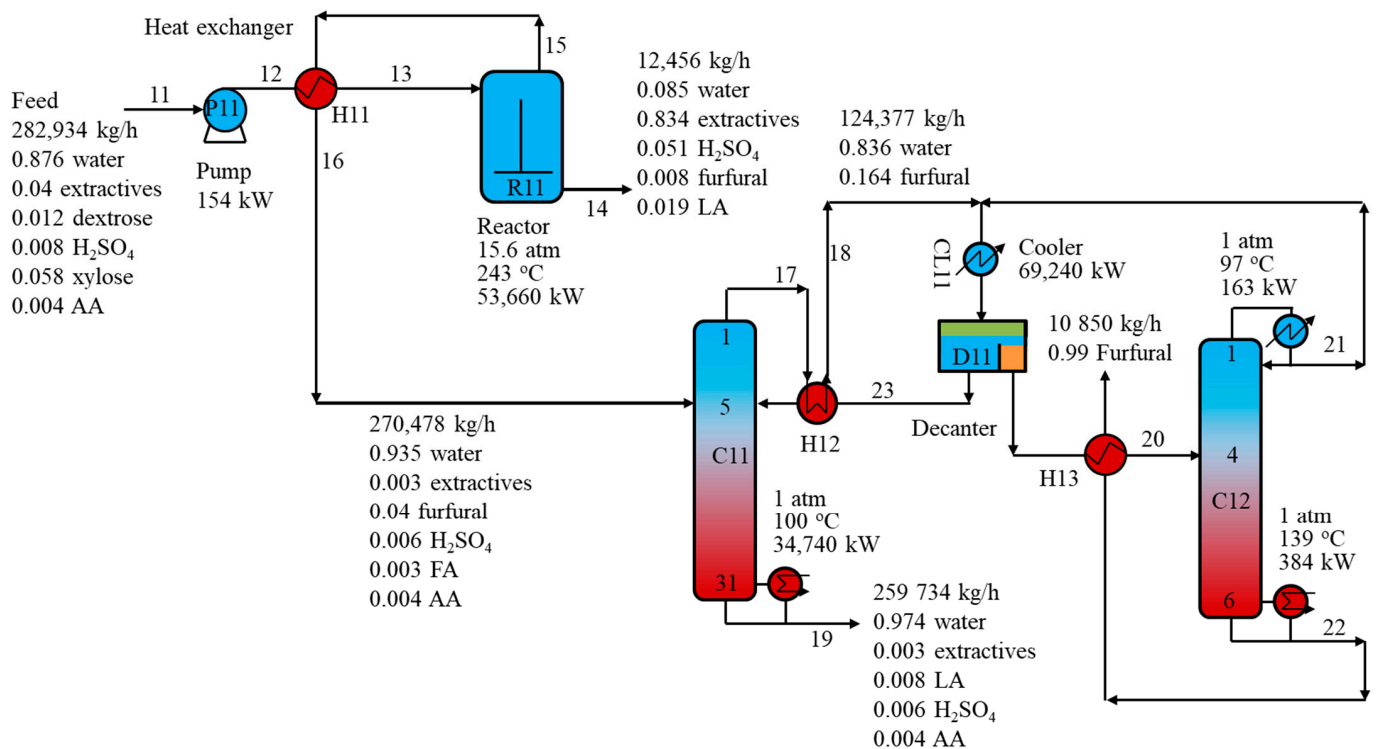 Heat exchanger
15
12
13
11
P11
H11
Feed
282,934 kg/h
0.876 water
0.04 extractives
0.012 dextrose
0.008 H₂SO₄
0.058 xylose
0.004 AA
Pump
154 kW
16
R11
14
Reactor
15.6 atm
243 °C
53,660 kW
12,456 kg/h
0.085 water
0.834 extractives
0.051 H₂SO₄
0.008 furfural
0.019 LA
124,377 kg/h
0.836 water
0.164 furfural
17
18
CL11
Cooler
69,240 kW
1 atm
97 °C
163 kW
21
D11
Decanter
10 850 kg/h
0.99 Furfural
23
H12
H13
20
1
5
C11
31
270,478 kg/h
0.935 water
0.003 extractives
0.04 furfural
0.006 H₂SO₄
0.003 FA
0.004 AA
1 atm
100 °C
34,740 kW
19
259 734 kg/h
0.974 water
0.003 extractives
0.008 LA
0.006 H₂SO₄
0.004 AA
1
4
C12
6
1 atm
139 °C
384 kW
22